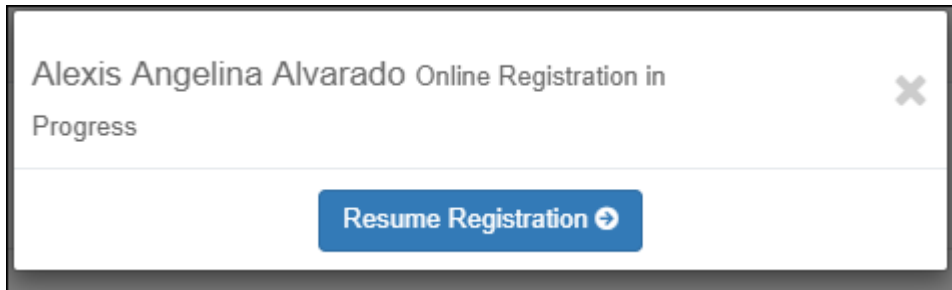 Alexis Angelina Alvarado Online Registration in
Progress
Resume Registration